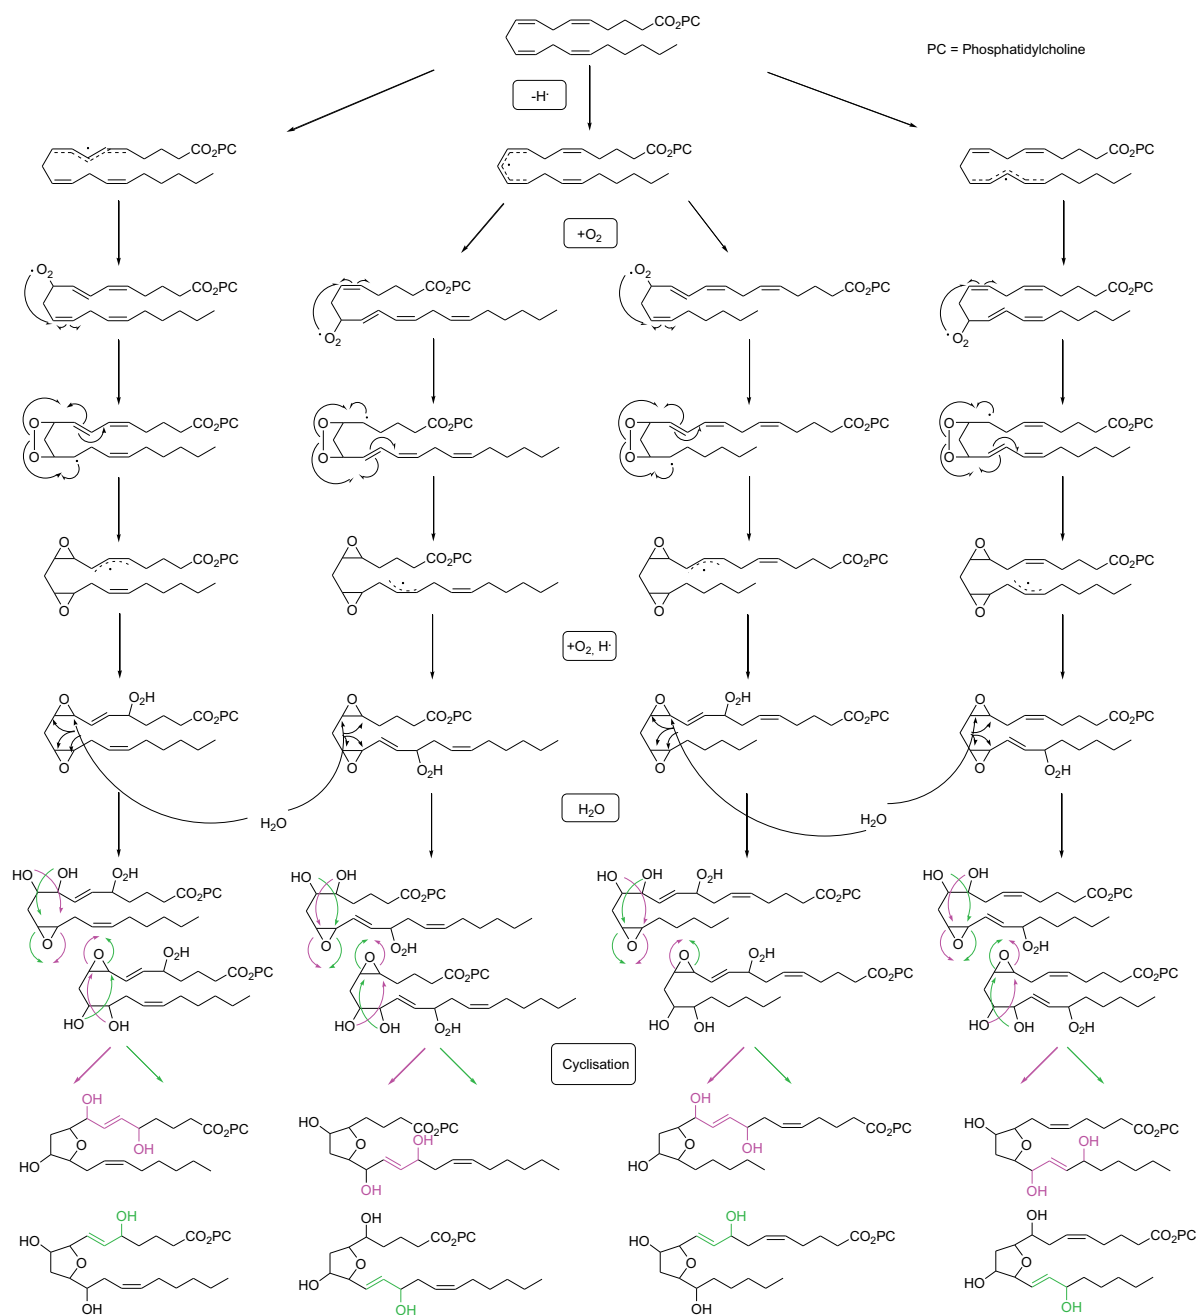 CO₂PC
PC = Phosphatidylcholine
-H·
CO₂PC CO₂PC CO₂PC
+O₂
·O₂ CO₂PC CO₂PC ·O₂ CO₂PC CO₂PC
·O₂ ·O₂
O CO₂PC O CO₂PC O CO₂PC O CO₂PC
O O O O
O CO₂PC O CO₂PC O CO₂PC O CO₂PC
O O O O
+O₂, H·
O O₂H CO₂PC O CO₂PC O O₂H CO₂PC O CO₂PC
O O O₂H O O O₂H
H₂O H₂O H₂O
HO OH O₂H CO₂PC HO OH CO₂PC HO OH O₂H CO₂PC HO OH CO₂PC
O O O₂H O O O₂H
O O₂H CO₂PC O CO₂PC O O₂H CO₂PC O CO₂PC
HO OH HO OH O₂H HO OH HO OH O₂H
Cyclisation
OH CO₂PC HO CO₂PC OH CO₂PC HO CO₂PC
O OH O OH O OH O OH
HO OH HO OH
OH OH OH OH
HO CO₂PC CO₂PC HO CO₂PC CO₂PC
O O O O
OH HO OH OH HO OH